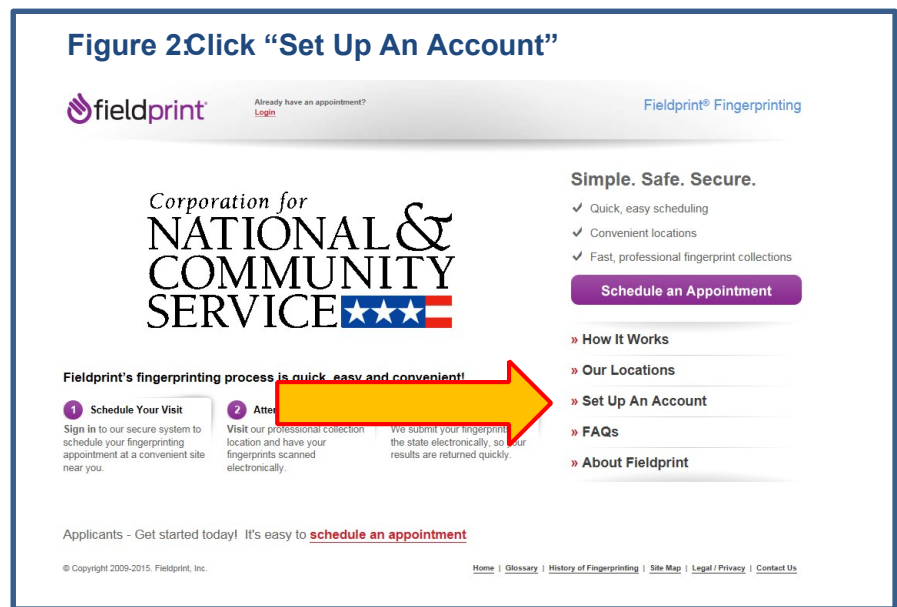 Figure 2:Click “Set Up An Account”
fieldprint
Already have an appointment?
Login
Fieldprint® Fingerprinting
Corporation for
NATIONAL &
COMMUNITY
SERVICE
Simple. Safe. Secure.
✓ Quick, easy scheduling
✓ Convenient locations
✓ Fast, professional fingerprint collections
Schedule an Appointment
» How It Works
» Our Locations
» Set Up An Account
» FAQs
» About Fieldprint
Fieldprint's fingerprinting process is quick, easy and convenient!
1 Schedule Your Visit
Sign in to our secure system to
schedule your fingerprinting
appointment at a convenient site
near you.
2
Visit our professional collection
location and have your
fingerprints scanned
electronically.
We submit your fingerprints
the state electronically, so your
results are returned quickly.
Applicants - Get started today! It's easy to schedule an appointment
© Copyright 2009-2015. Fieldprint, Inc.
Home | Glossary | History of Fingerprinting | Site Map | Legal / Privacy | Contact Us